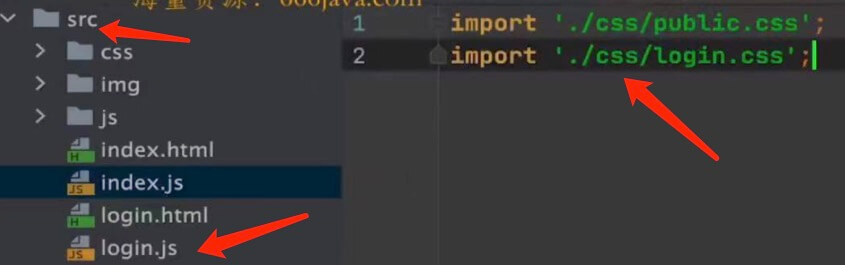 海量资源：666java.com
src
css
img
js
index.html
index.js
login.html
login.js
1 import './css/public.css';
2 import './css/login.css';